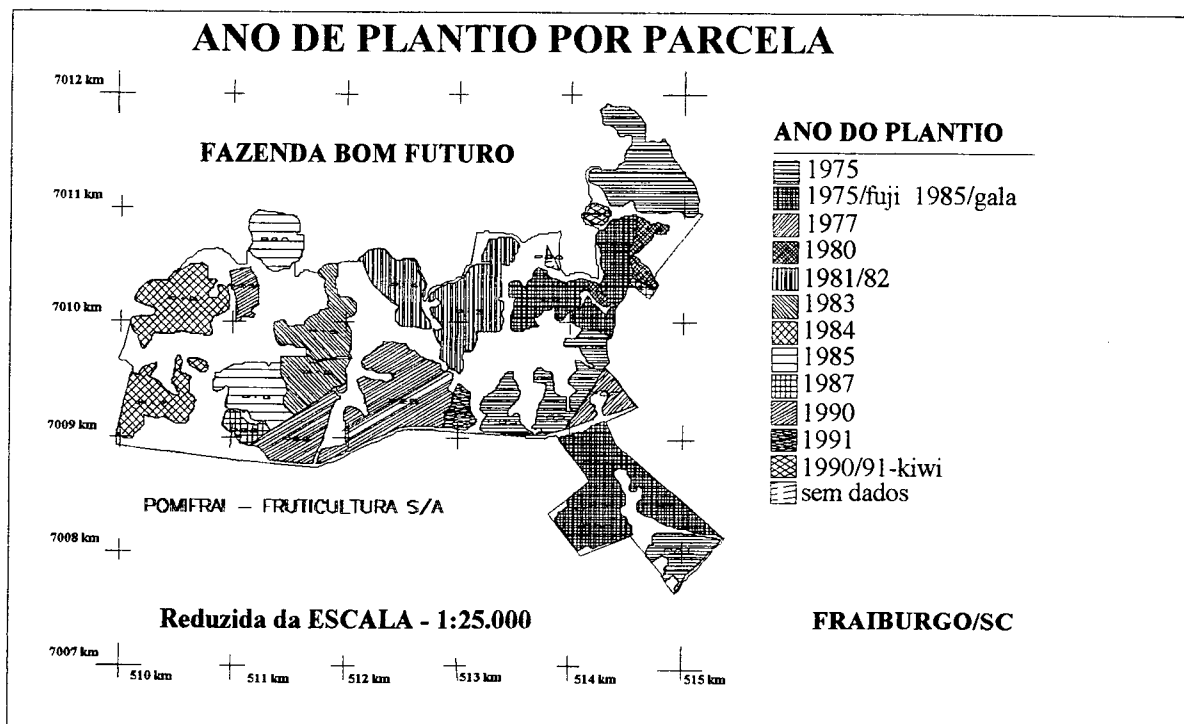 ANO DE PLANTIO POR PARCELA
7012 km
FAZENDA BOM FUTURO
ANO DO PLANTIO
1975
1975/fuji 1985/gala
1977
1980
1981/82
1983
1984
1985
1987
1990
1991
1990/91-kiwi
sem dados
7011 km
7010 km
7009 km
POMIFRAI – FRUTICULTURA S/A
7008 km
Reduzida da ESCALA - 1:25.000
FRAIBURGO/SC
7007 km
510 km
511 km
512 km
513 km
514 km
515 km